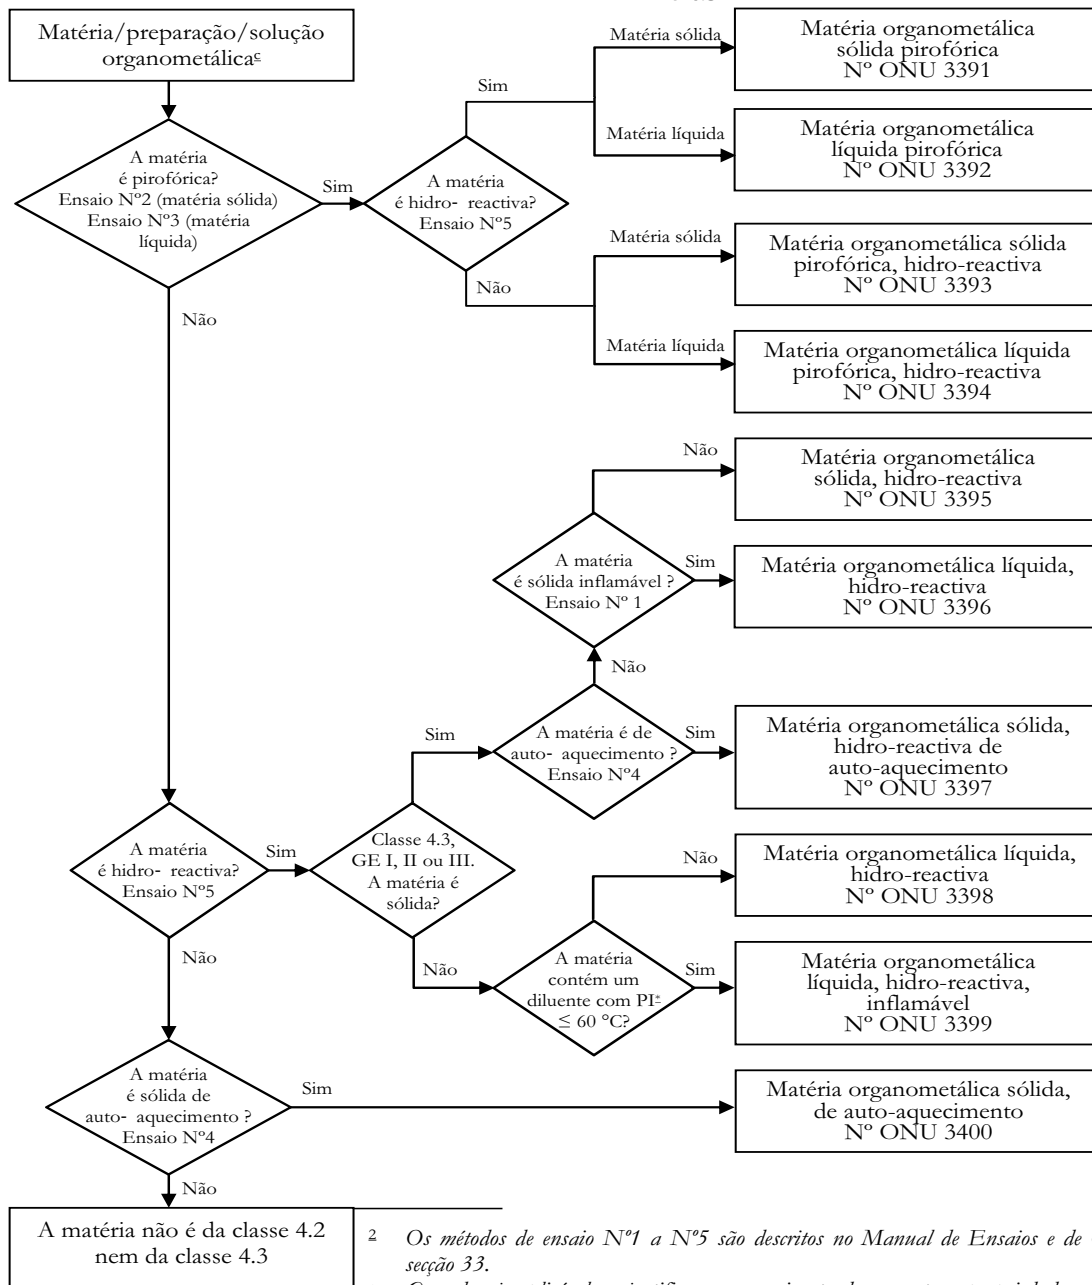 Matéria/preparação/solução
organometálicaᶜ
A matéria
é pirofórica?
Ensaio Nº2 (matéria sólida)
Ensaio Nº3 (matéria
líquida)
Sim
Não
A matéria
é hidro- reactiva?
Ensaio Nº5
Sim
Não
Matéria sólida
Matéria organometálica
sólida pirofórica
Nº ONU 3391
Matéria líquida
Matéria organometálica
líquida pirofórica
Nº ONU 3392
Matéria sólida
Matéria organometálica sólida
pirofórica, hidro-reactiva
Nº ONU 3393
Matéria líquida
Matéria organometálica líquida
pirofórica, hidro-reactiva
Nº ONU 3394
Não
Matéria organometálica
sólida, hidro-reactiva
Nº ONU 3395
A matéria
é sólida inflamável ?
Ensaio Nº 1
Sim
Matéria organometálica líquida,
hidro-reactiva
Nº ONU 3396
Não
Sim
A matéria é de
auto- aquecimento ?
Ensaio Nº4
Sim
Matéria organometálica sólida,
hidro-reactiva de
auto-aquecimento
Nº ONU 3397
A matéria
é hidro- reactiva?
Ensaio Nº5
Sim
Classe 4.3,
GE I, II ou III.
A matéria é
sólida?
Não
Matéria organometálica líquida,
hidro-reactiva
Nº ONU 3398
Não
Não
A matéria
contém um
diluente com PI
≤ 60 °C?
Sim
Matéria organometálica
líquida, hidro-reactiva,
inflamável
Nº ONU 3399
A matéria
é sólida de
auto- aquecimento ?
Ensaio Nº4
Sim
Matéria organometálica sólida,
de auto-aquecimento
Nº ONU 3400
Não
A matéria não é da classe 4.2
nem da classe 4.3
2 Os métodos de ensaio Nº1 a Nº5 são descritos no Manual de Ensaios e de
secção 33.